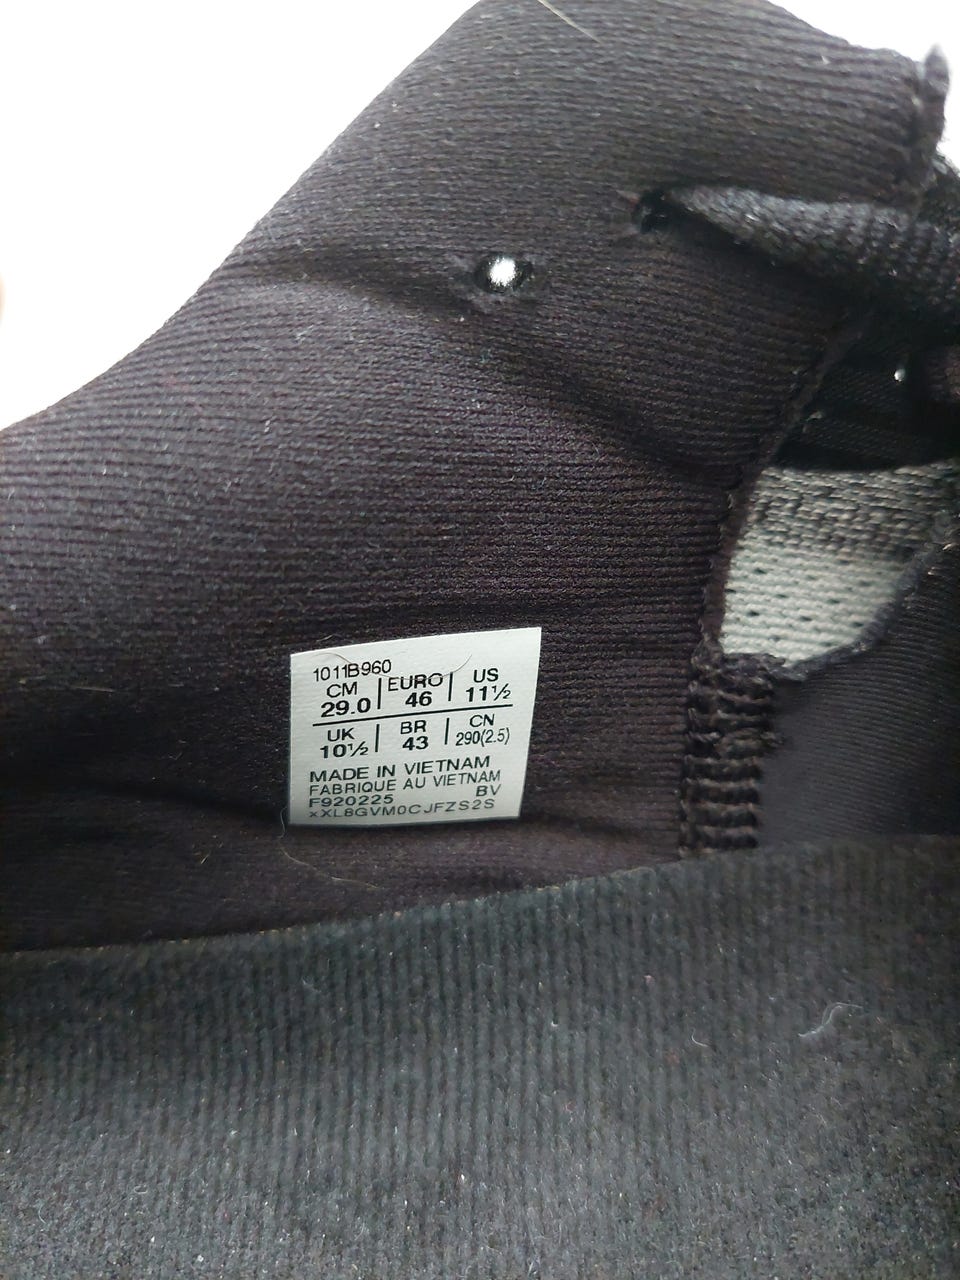 1011B960
CM | EURO | US
29.0 | 46 | 11½
UK | BR | CN
10½ | 43 | 290(2.5)
MADE IN VIETNAM
FABRIQUE AU VIETNAM
F920225 BV
×XL8GVM0CJFZS2S